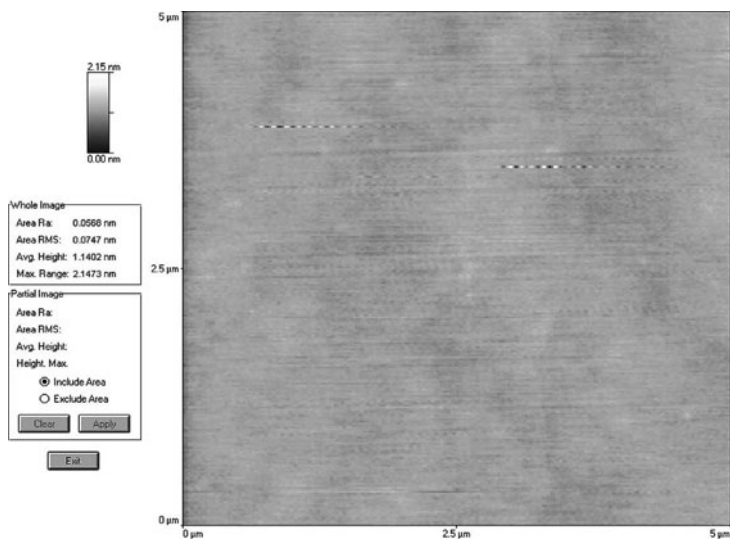 2.15 nm
0.00 nm
Whole Image
Area Ra: 0.0568 nm
Area RMS: 0.0747 nm
Avg. Height: 1.1402 nm
Max. Range: 2.1473 nm
Partial Image
Area Ra:
Area RMS:
Avg. Height:
Height. Max.
Include Area
Exclude Area
Clear Apply
Exit
5 µm
2.5 µm
0 µm
0 µm 2.5 µm 5 µm